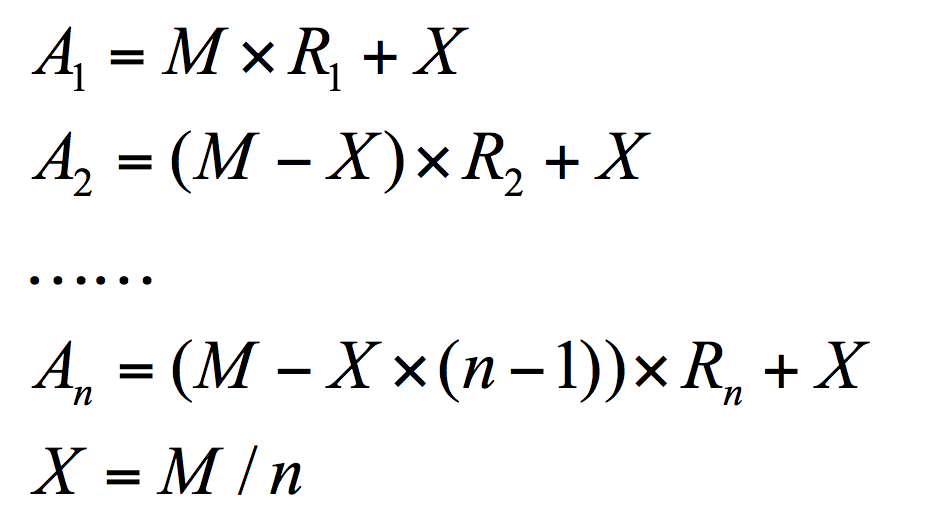 A₁ = M × R₁ + X
A₂ = (M − X) × R₂ + X
……
Aₙ = (M − X × (n − 1)) × Rₙ + X
X = M / n